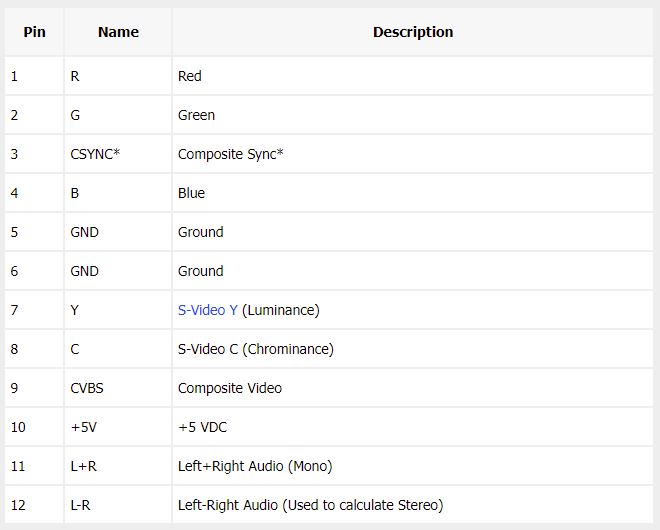 Pin Name Description
1 R Red
2 G Green
3 CSYNC* Composite Sync*
4 B Blue
5 GND Ground
6 GND Ground
7 Y S-Video Y (Luminance)
8 C S-Video C (Chrominance)
9 CVBS Composite Video
10 +5V +5 VDC
11 L+R Left+Right Audio (Mono)
12 L-R Left-Right Audio (Used to calculate Stereo)